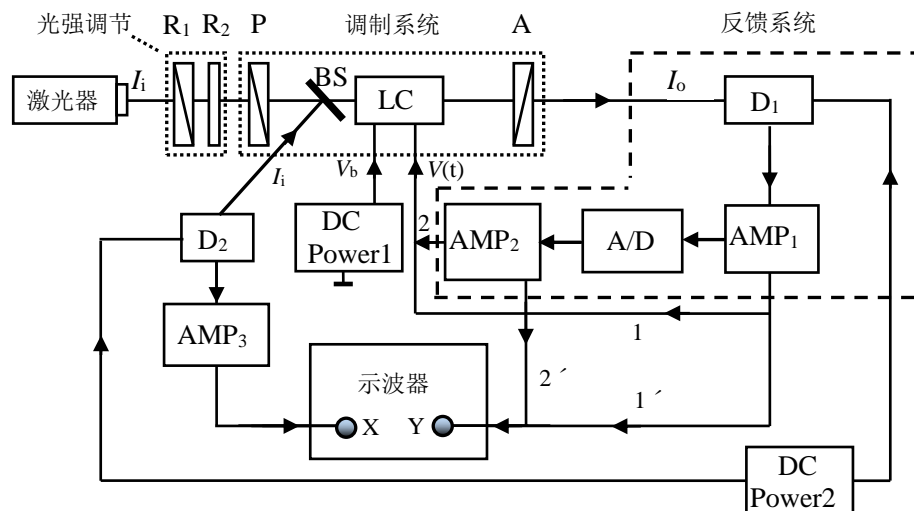 光强调节
R₁
R₂
P
调制系统
A
反馈系统
激光器
Iᵢ
BS
LC
Iₒ
D₁
Iᵢ
V_b
V(t)
D₂
DC
Power1
2
AMP₂
A/D
AMP₁
AMP₃
1
示波器
2´
1´
X
Y
DC
Power2